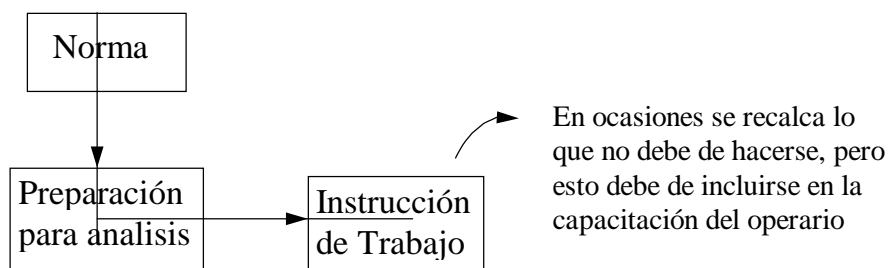 Norma
Preparación
para analisis
Instrucción
de Trabajo
En ocasiones se recalca lo
que no debe de hacerse, pero
esto debe de incluirse en la
capacitación del operario